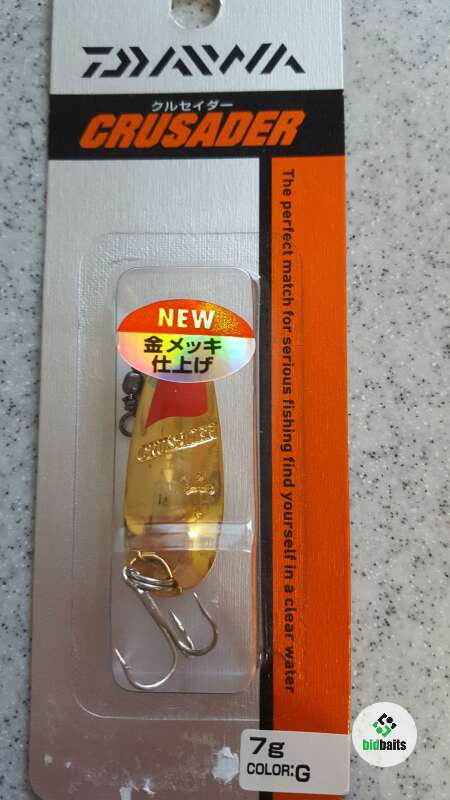 DAIWA
クルセイダー
CRUSADER
The perfect match for serious fishing find yourself in a clear water
NEW
金メッキ
仕上げ
CRUSADER
7g
COLOR:G
bidbaits